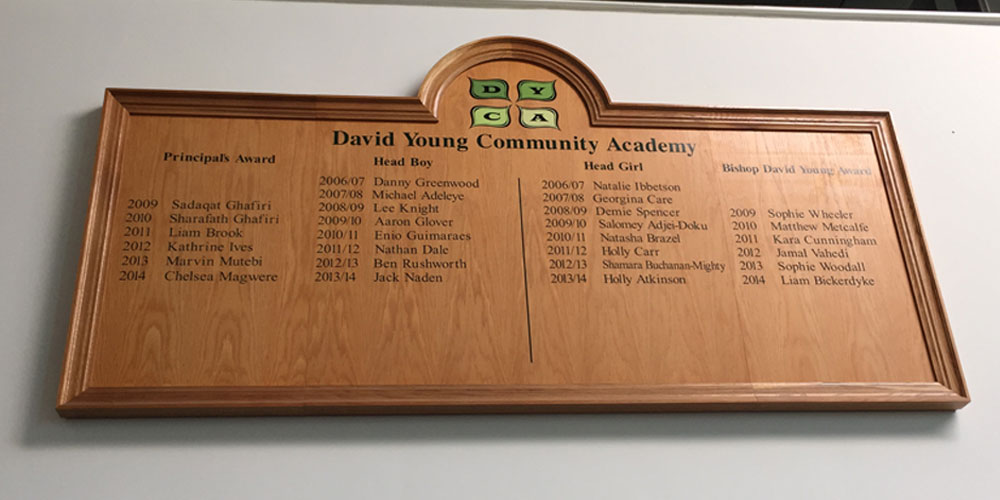 D Y
C A
David Young Community Academy
Principal's Award
2009 Sadaqat Ghafiri
2010 Sharafath Ghafiri
2011 Liam Brook
2012 Kathrine Ives
2013 Marvin Mutebi
2014 Chelsea Magwere
Head Boy
2006/07 Danny Greenwood
2007/08 Michael Adeleye
2008/09 Lee Knight
2009/10 Aaron Glover
2010/11 Enio Guimaraes
2011/12 Nathan Dale
2012/13 Ben Rushworth
2013/14 Jack Naden
Head Girl
2006/07 Natalie Ibbetson
2007/08 Georgina Care
2008/09 Demie Spencer
2009/10 Salomey Adjei-Doku
2010/11 Natasha Brazel
2011/12 Holly Carr
2012/13 Shamara Buchanan-Mighty
2013/14 Holly Atkinson
Bishop David Young Award
2009 Sophie Wheeler
2010 Matthew Metcalfe
2011 Kara Cunningham
2012 Jamal Vahedi
2013 Sophie Woodall
2014 Liam Bickerdyke